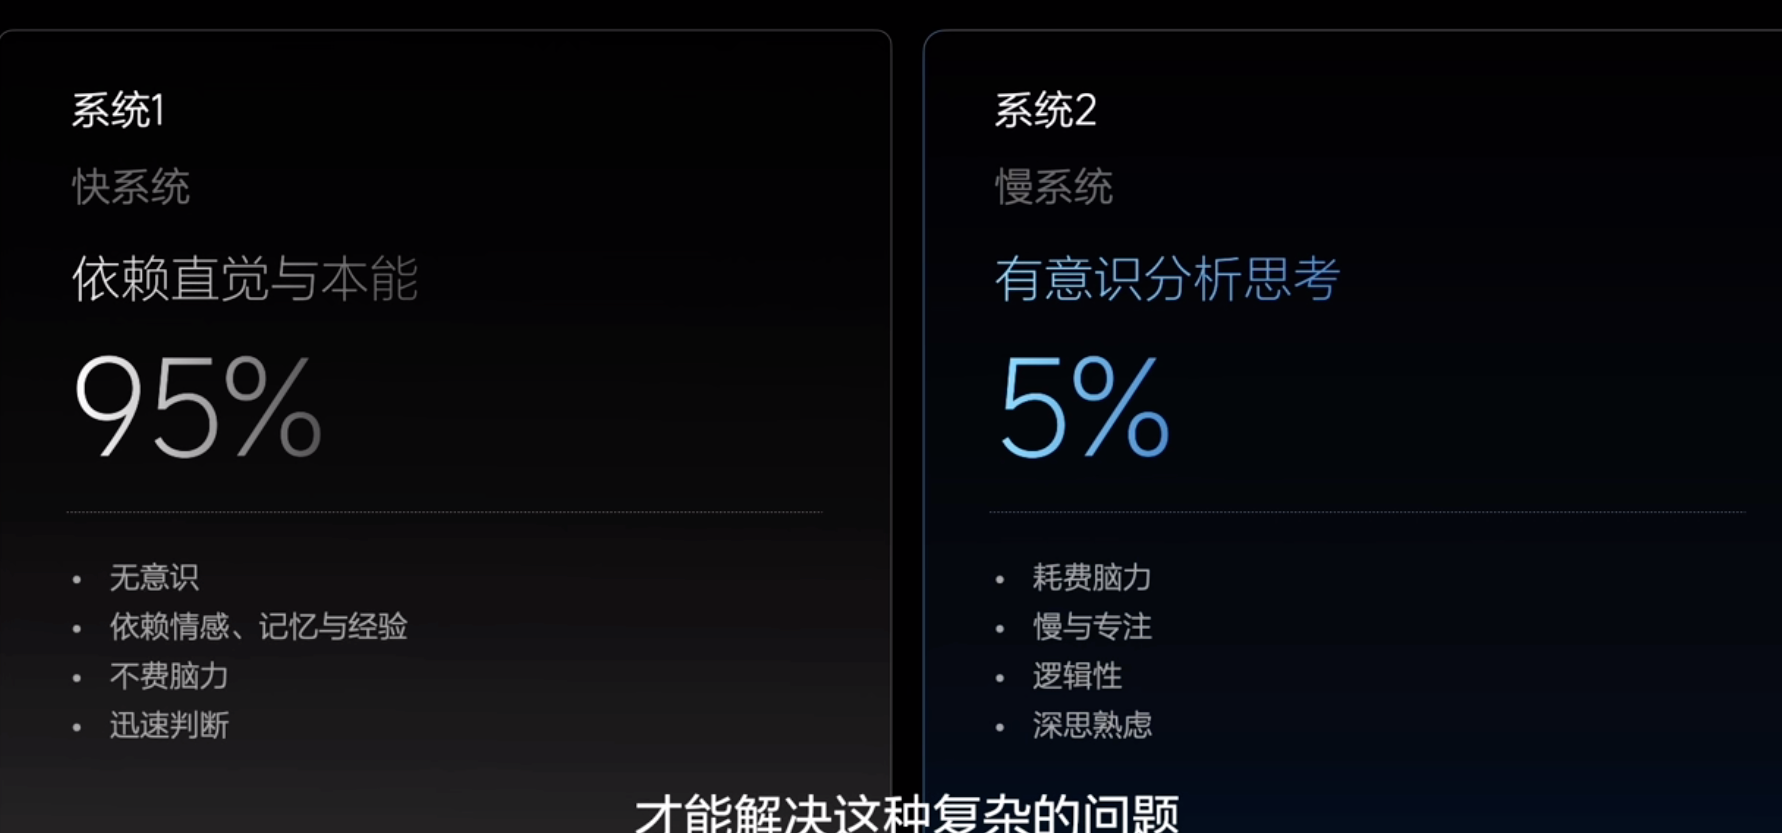 系统1
快系统
依赖直觉与本能
95%
• 无意识
• 依赖情感、记忆与经验
• 不费脑力
• 迅速判断
系统2
慢系统
有意识分析思考
5%
• 耗费脑力
• 慢与专注
• 逻辑性
• 深思熟虑
才能解决这种复杂的问题